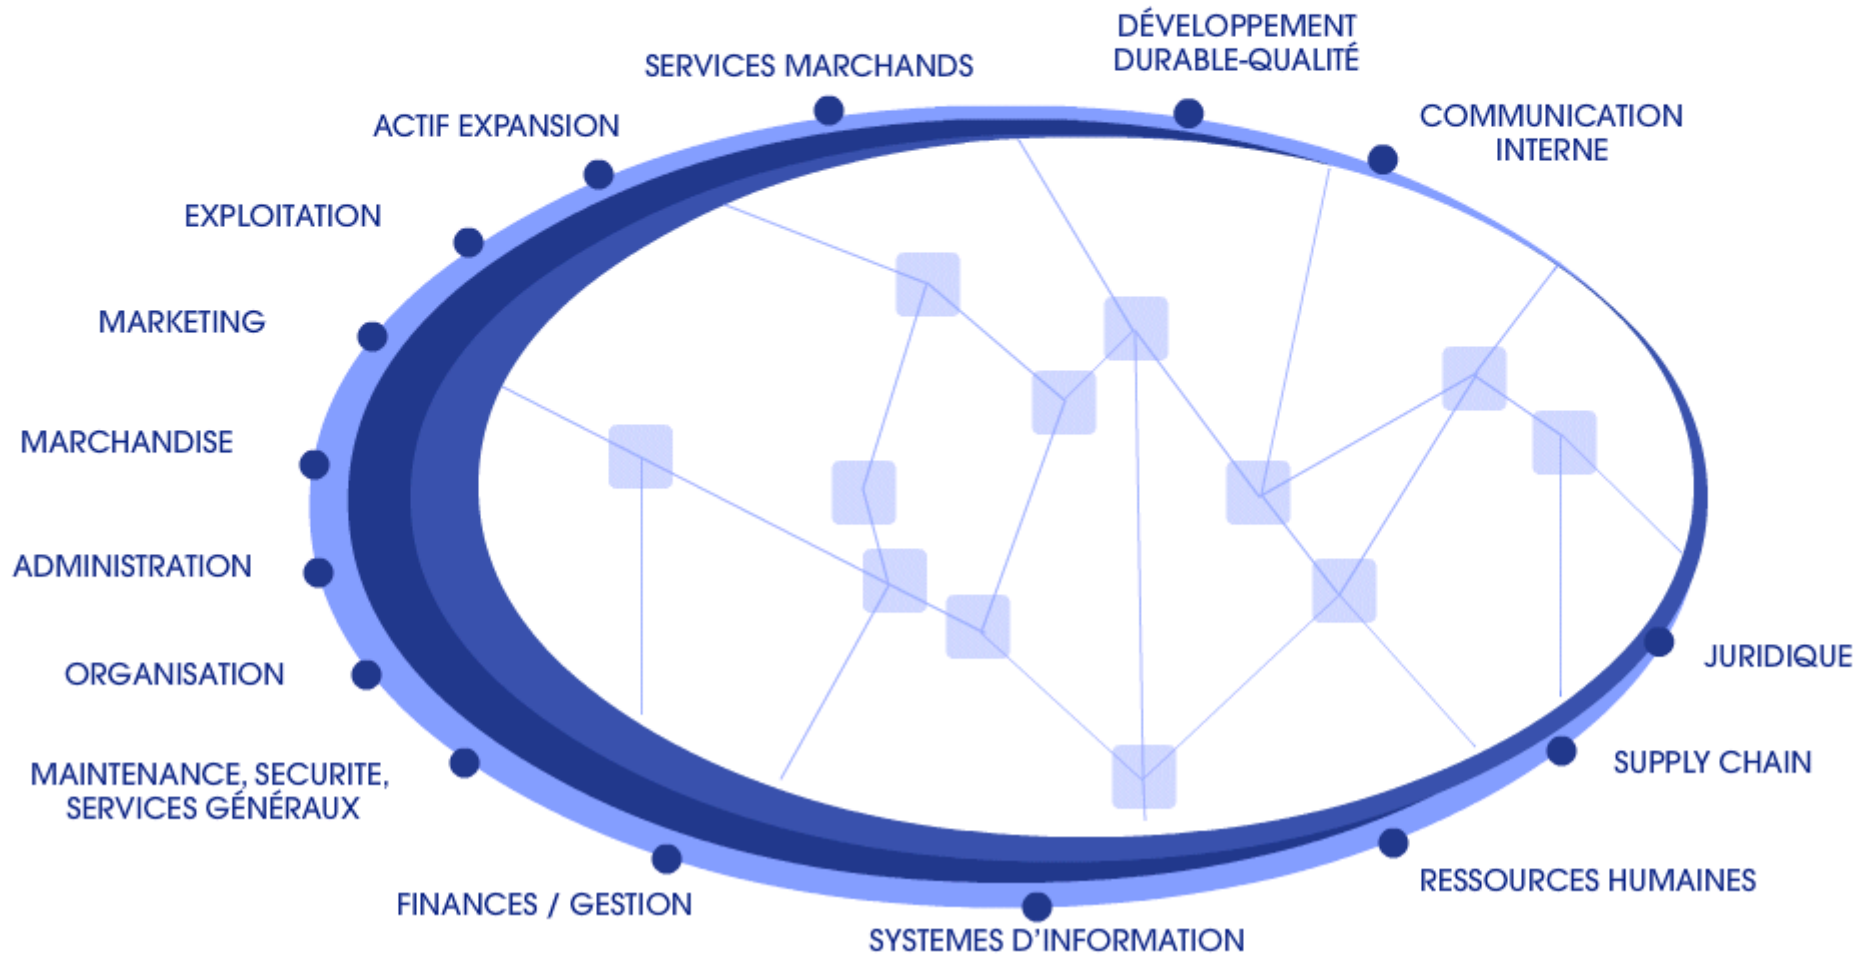 DÉVELOPPEMENT
DURABLE-QUALITÉ
SERVICES MARCHANDS
COMMUNICATION
INTERNE
ACTIF EXPANSION
EXPLOITATION
MARKETING
MARCHANDISE
ADMINISTRATION
ORGANISATION
MAINTENANCE, SECURITE,
SERVICES GÉNÉRAUX
FINANCES / GESTION
SYSTEMES D'INFORMATION
RESSOURCES HUMAINES
SUPPLY CHAIN
JURIDIQUE